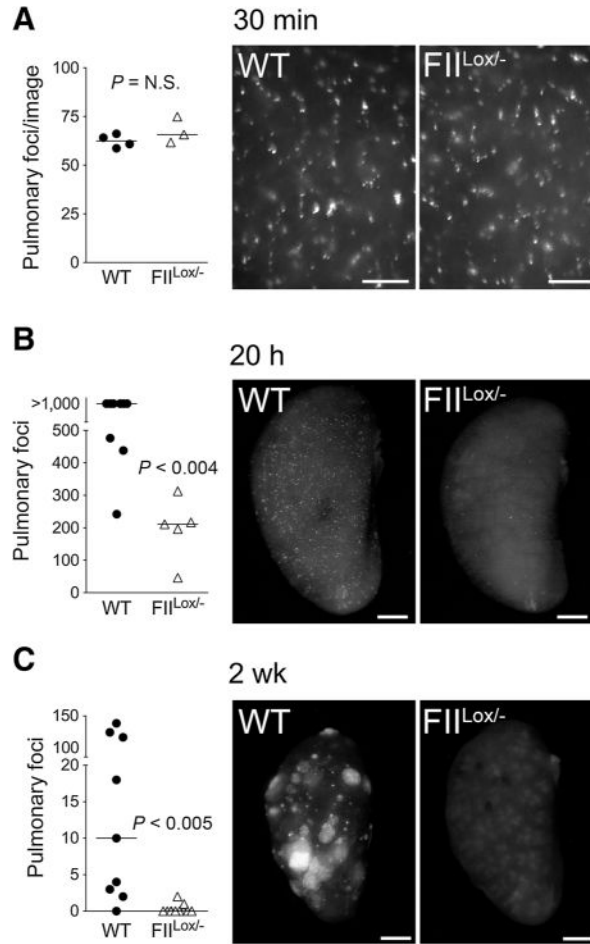 A
30 min
100
75
50
25
0
Pulmonary foci/image
P = N.S.
WT
FII^Lox/-
WT
FII^Lox/-
B
20 h
>1,000
500
400
300
200
100
0
Pulmonary foci
P < 0.004
WT
FII^Lox/-
WT
FII^Lox/-
C
2 wk
150
100
20
15
10
5
0
Pulmonary foci
P < 0.005
WT
FII^Lox/-
WT
FII^Lox/-